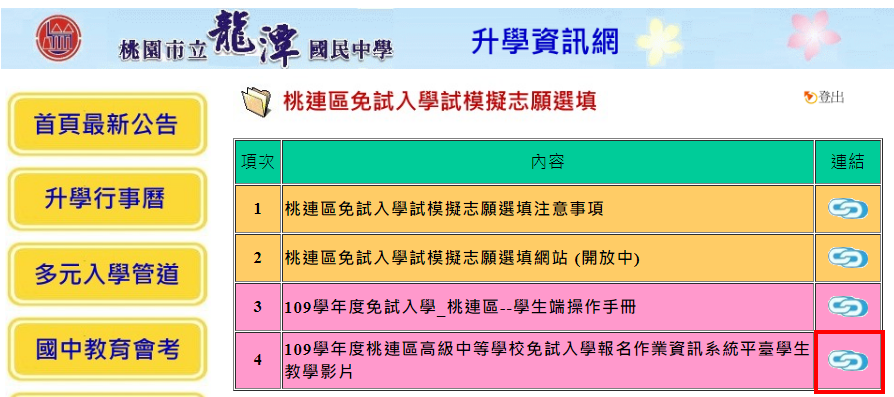 桃園市立龍潭國民中學 升學資訊網
桃連區免試入學試模擬志願選填 登出
首頁最新公告
升學行事曆
多元入學管道
國中教育會考
項次 內容 連結
1 桃連區免試入學試模擬志願選填注意事項
2 桃連區免試入學試模擬志願選填網站 (開放中)
3 109學年度免試入學_桃連區--學生端操作手冊
4 109學年度桃連區高級中等學校免試入學報名作業資訊系統平臺學生
教學影片